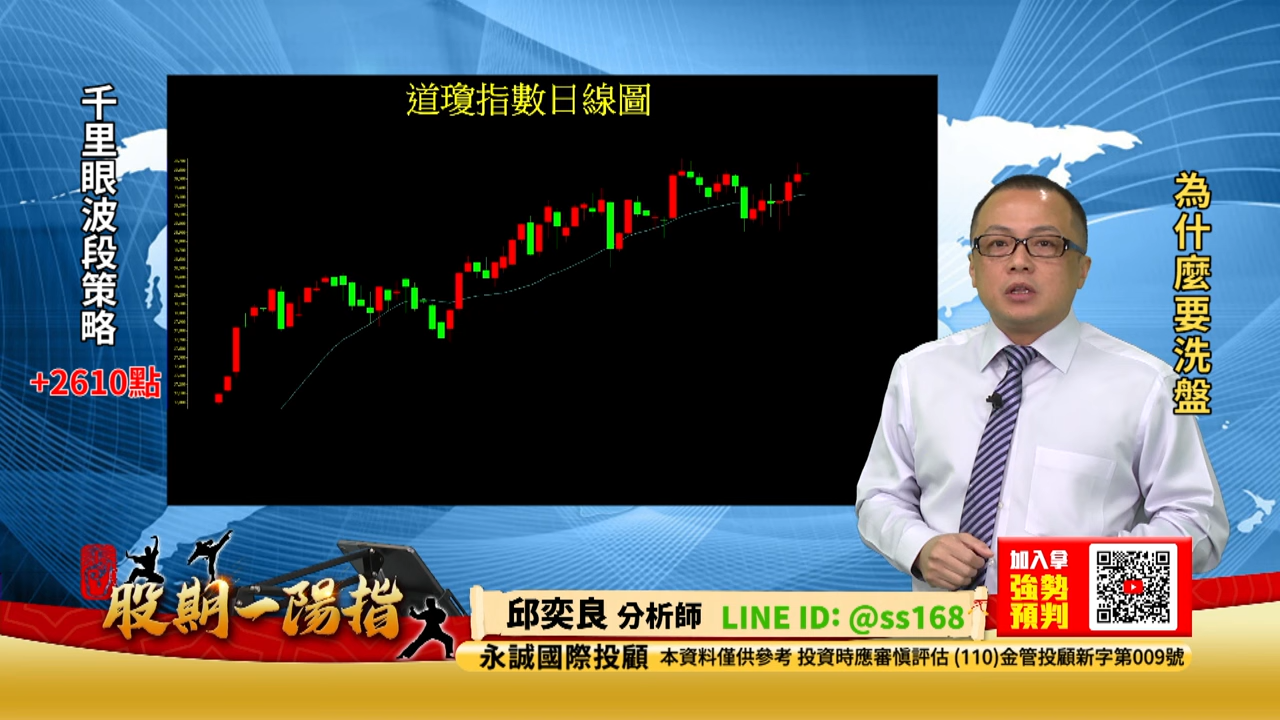 道瓊指數日線圖
千里眼波段策略
+2610點
為什麼要洗盤
股期一陽指
加入拿
強勢
預判
邱奕良 分析師 LINE ID: @ss168
永誠國際投顧 本資料僅供參考 投資時應審慎評估 (110)金管投顧新字第009號